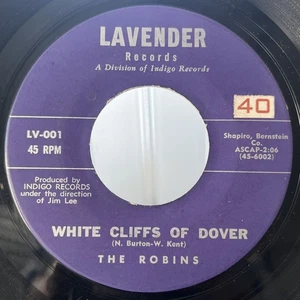 LAVENDER
Records
A Division of Indigo Records
40
LV-001
45 RPM
Shapiro, Bernstein
Co.
ASCAP-2:06
(45-6002)
Produced by
INDIGO RECORDS
under the direction
of Jim Lee
WHITE CLIFFS OF DOVER
(N. Burton-W. Kent)
THE ROBINS